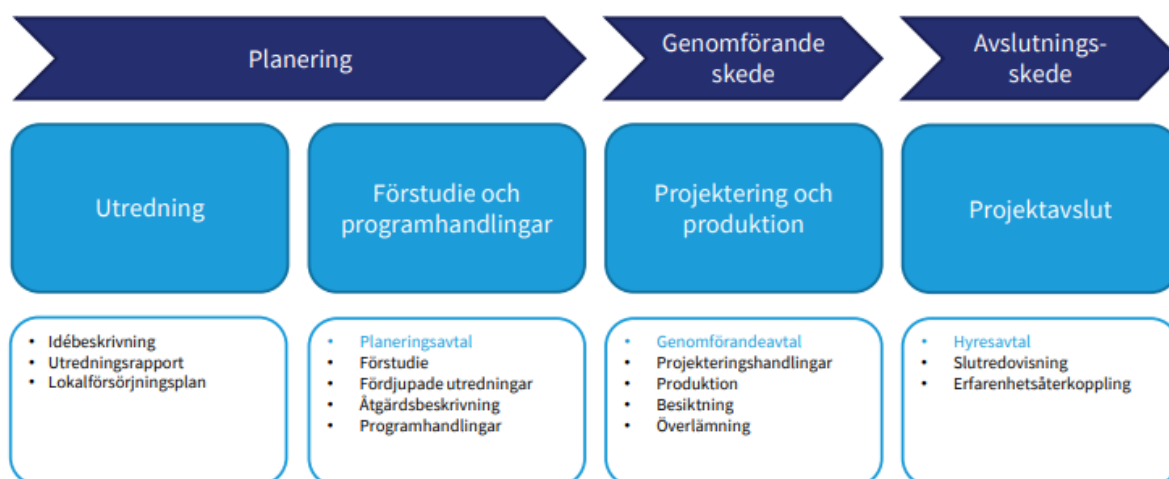 Planering
Genomförande
skede
Avslutnings-
skede
Utredning
Förstudie och
programhandlingar
Projektering och
produktion
Projektavslut
• Idébeskrivning
• Utredningsrapport
• Lokalförsörjningsplan
• Planeringsavtal
• Förstudie
• Fördjupade utredningar
• Åtgärdsbeskrivning
• Programhandlingar
• Genomförandeavtal
• Projekteringshandlingar
• Produktion
• Besiktning
• Överlämning
• Hyresavtal
• Slutredovisning
• Erfarenhetsåterkoppling